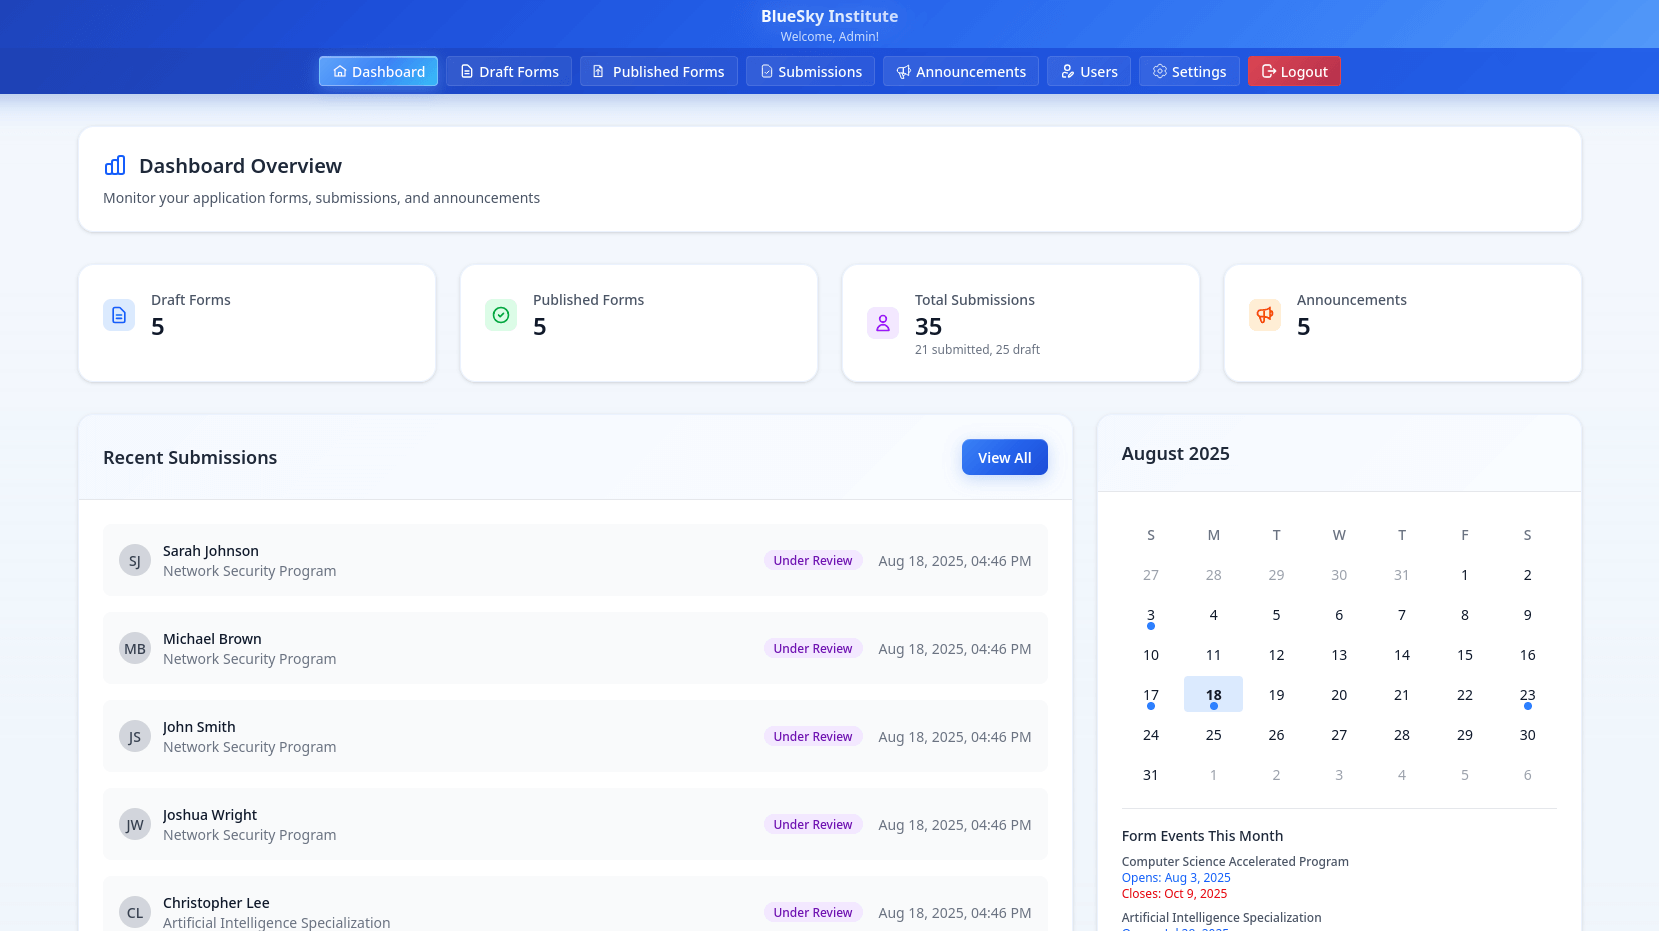 BlueSky Institute
Welcome, Admin!
Dashboard
Draft Forms
Published Forms
Submissions
Announcements
Users
Settings
Logout
Dashboard Overview
Monitor your application forms, submissions, and announcements
Draft Forms
5
Published Forms
5
Total Submissions
35
21 submitted, 25 draft
Announcements
5
Recent Submissions
View All
SJ
Sarah Johnson
Network Security Program
Under Review
Aug 18, 2025, 04:46 PM
MB
Michael Brown
Network Security Program
Under Review
Aug 18, 2025, 04:46 PM
JS
John Smith
Network Security Program
Under Review
Aug 18, 2025, 04:46 PM
JW
Joshua Wright
Network Security Program
Under Review
Aug 18, 2025, 04:46 PM
CL
Christopher Lee
Artificial Intelligence Specialization
Under Review
Aug 18, 2025, 04:46 PM
August 2025
S M T W T F S
27 28 29 30 31 1 2
3 4 5 6 7 8 9
10 11 12 13 14 15 16
17 18 19 20 21 22 23
24 25 26 27 28 29 30
31 1 2 3 4 5 6
Form Events This Month
Computer Science Accelerated Program
Opens: Aug 3, 2025
Closes: Oct 9, 2025
Artificial Intelligence Specialization